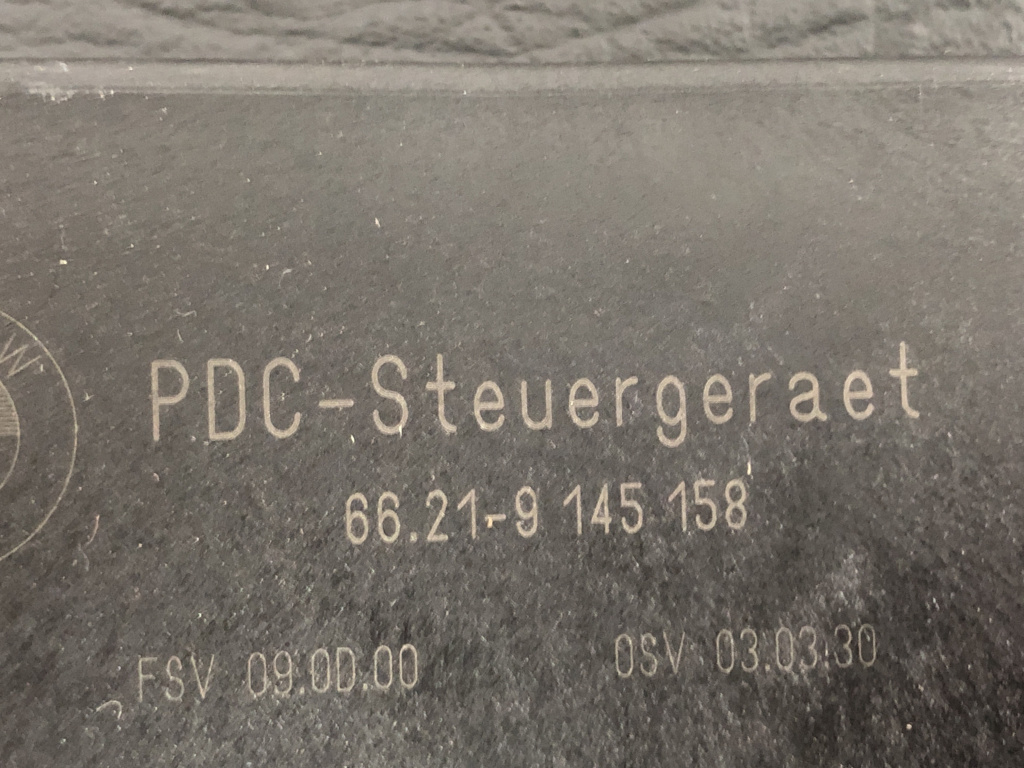 W
PDC-Steuergeraet
66.21-9 145 158
FSV 09.0D.00 OSV 03.03.30